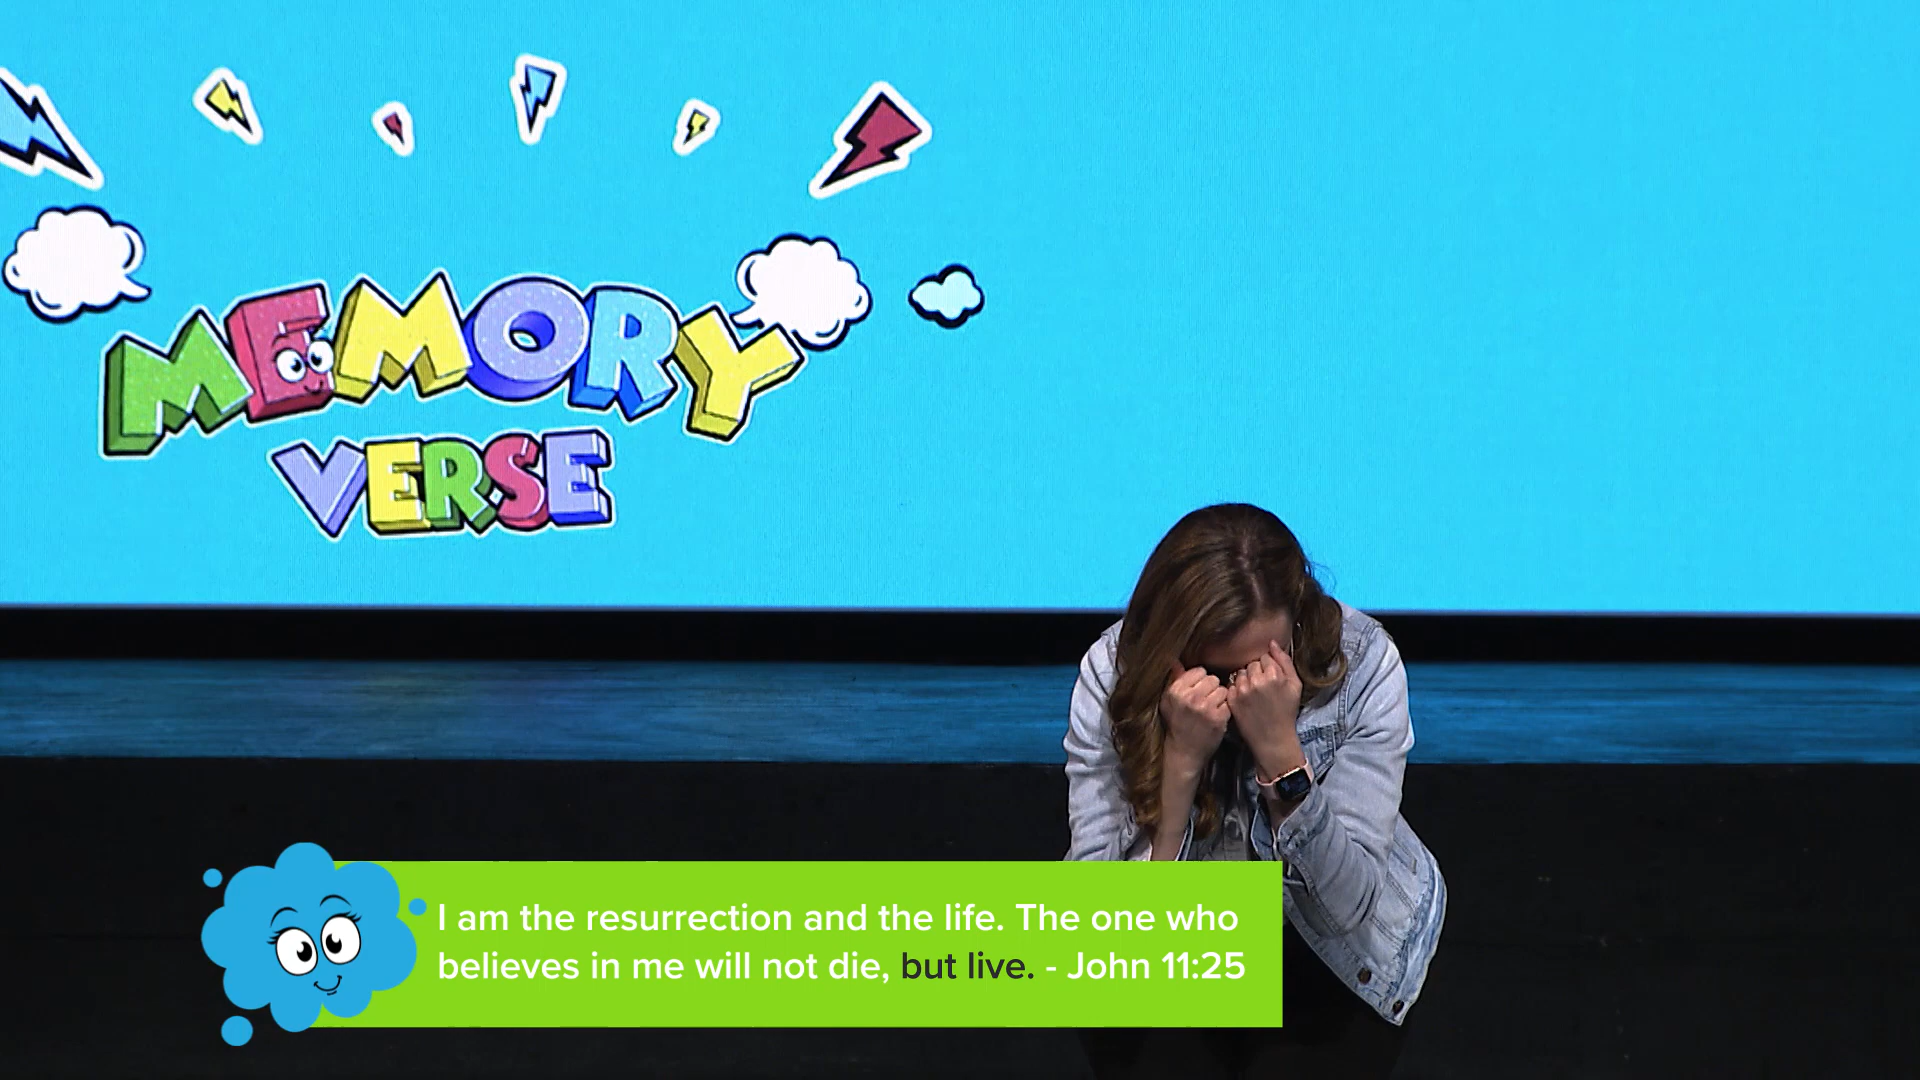 MEMORY
VERSE
I am the resurrection and the life. The one who
believes in me will not die, but live. - John 11:25